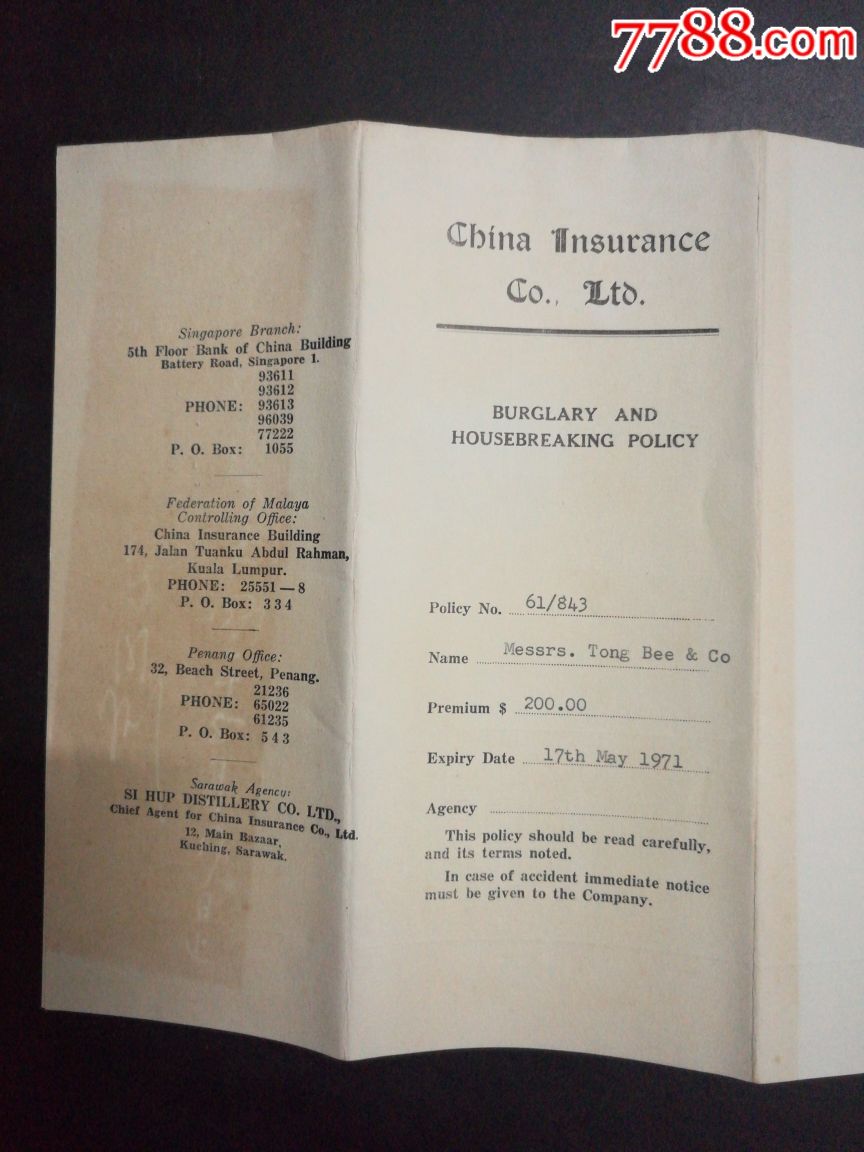 7788.com
Singapore Branch:
5th Floor Bank of China Building
Battery Road, Singapore 1.
93611
93612
PHONE: 93613
96039
77222
P. O. Box: 1055
Federation of Malaya
Controlling Office:
China Insurance Building
174, Jalan Tuanku Abdul Rahman,
Kuala Lumpur.
PHONE: 25551—8
P. O. Box: 334
Penang Office:
32, Beach Street, Penang.
21236
PHONE: 65022
61235
P. O. Box: 543
Sarawak Agency:
SI HUP DISTILLERY CO. LTD.,
Chief Agent for China Insurance Co., Ltd.
12, Main Bazaar,
Kuching, Sarawak.
China Insurance
Co., Ltd.
BURGLARY AND
HOUSEBREAKING POLICY
Policy No. 61/843
Name Messrs. Tong Bee & Co
Premium $ 200.00
Expiry Date 17th May 1971
Agency
This policy should be read carefully,
and its terms noted.
In case of accident immediate notice
must be given to the Company.